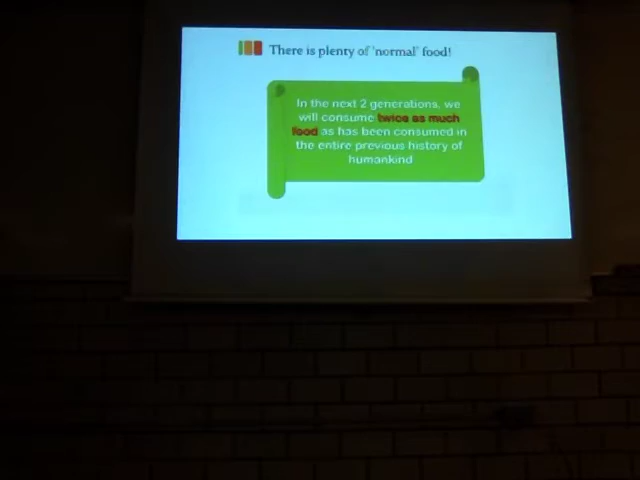 There is plenty of 'normal' food!
In the next 2 generations, we
will consume twice as much
food as has been consumed in
the entire previous history of
humankind